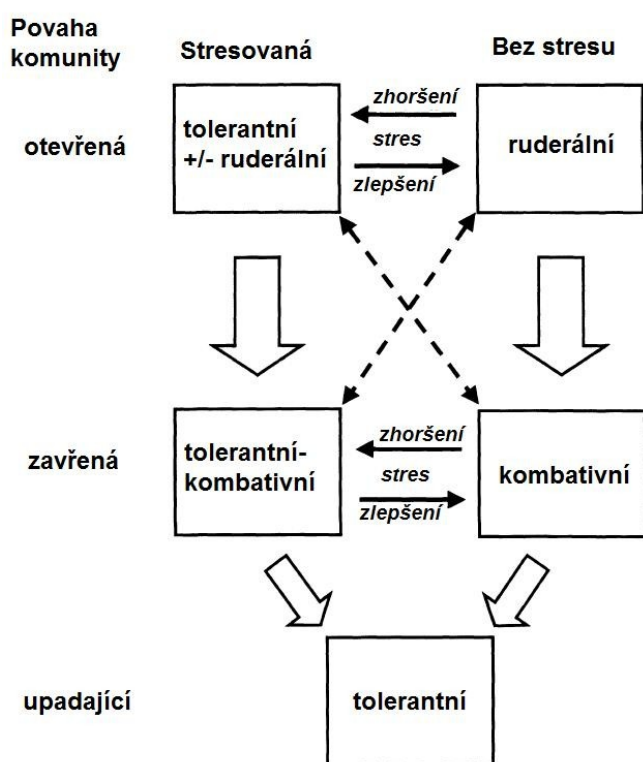 Povaha
komunity
Stresovaná
Bez stresu
otevřená
tolerantní
+/- ruderální
zhoršení
stres
zlepšení
ruderální
zavřená
tolerantní-
kombativní
zhoršení
stres
zlepšení
kombativní
upadající
tolerantní